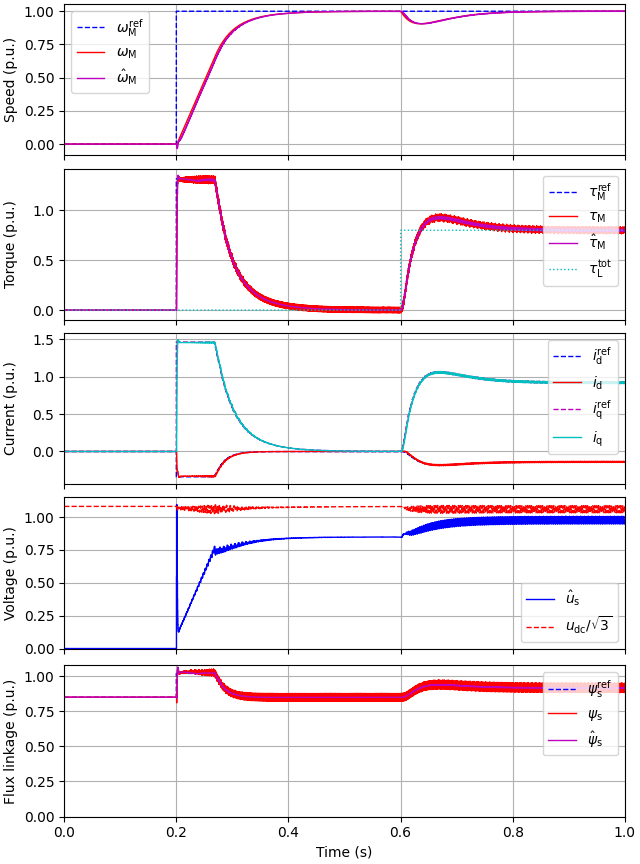 Speed (p.u.)
1.00
0.75
0.50
0.25
0.00
ω_M^ref
ω_M
ω̂_M
Torque (p.u.)
1.0
0.5
0.0
τ_M^ref
τ_M
τ̂_M
τ_L^tot
Current (p.u.)
1.5
1.0
0.5
0.0
i_d^ref
i_d
i_q^ref
i_q
Voltage (p.u.)
1.00
0.75
0.50
0.25
0.00
û_s
u_dc/√3
Flux linkage (p.u.)
1.00
0.75
0.50
0.25
0.00
ψ_s^ref
ψ_s
ψ̂_s
0.0 0.2 0.4 0.6 0.8 1.0
Time (s)